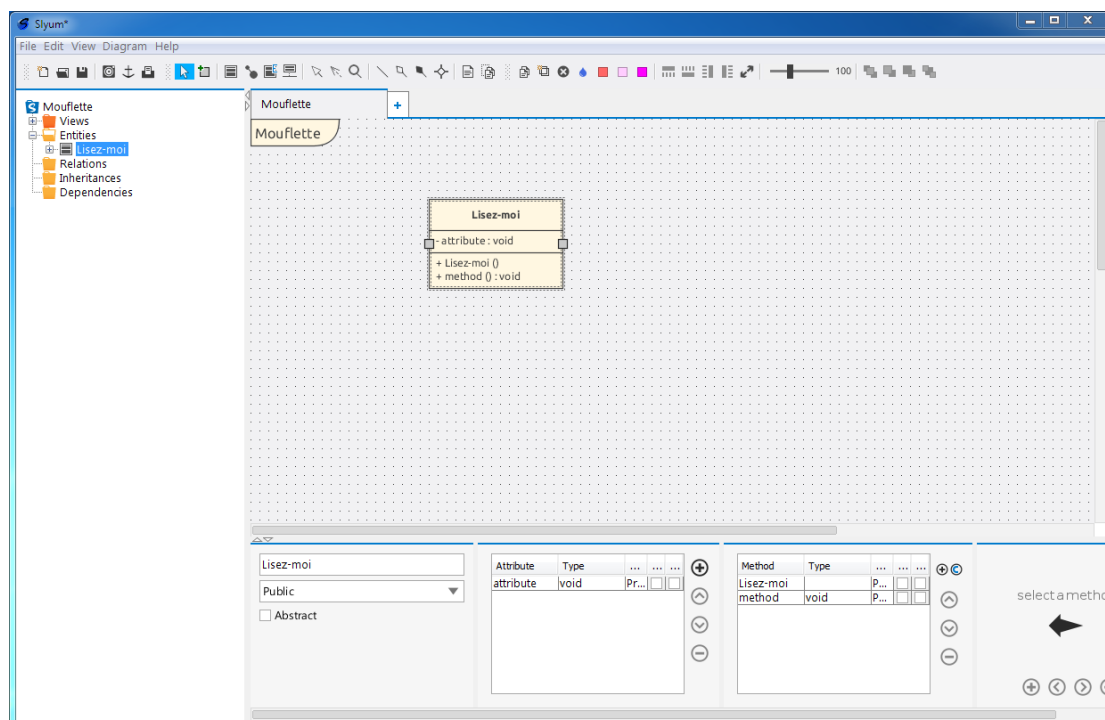 Slyum*
File Edit View Diagram Help
100
Mouflette
Views
Entities
Lisez-moi
Relations
Inheritances
Dependencies
Mouflette
+
Mouflette
Lisez-moi
- attribute : void
+ Lisez-moi ()
+ method () : void
Lisez-moi
Public
Abstract
Attribute Type ... ... ...
attribute void Pr...
Method Type ... ... ...
Lisez-moi P...
method void P...
select a metho